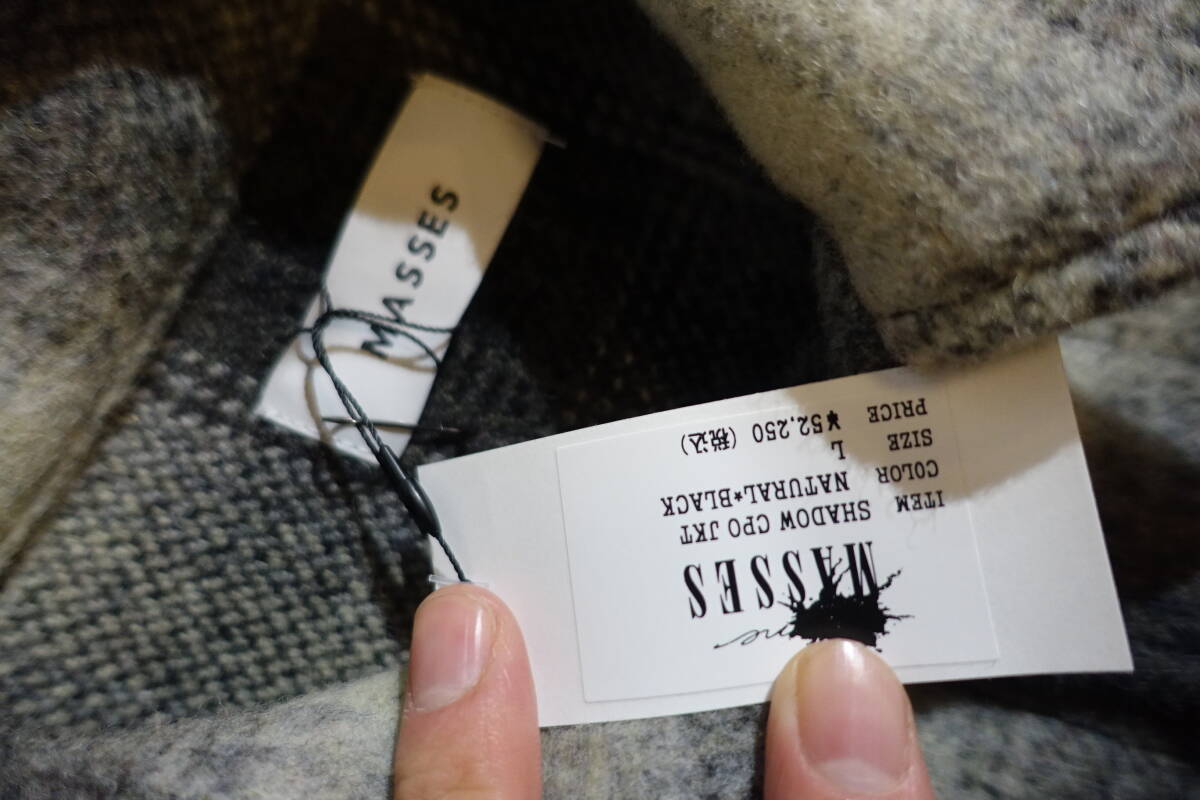 MASSES
MASSES
ITEM SHADOW CPO JKT
COLOR NATURAL*BLACK
SIZE L
PRICE ¥52,250 (税込)